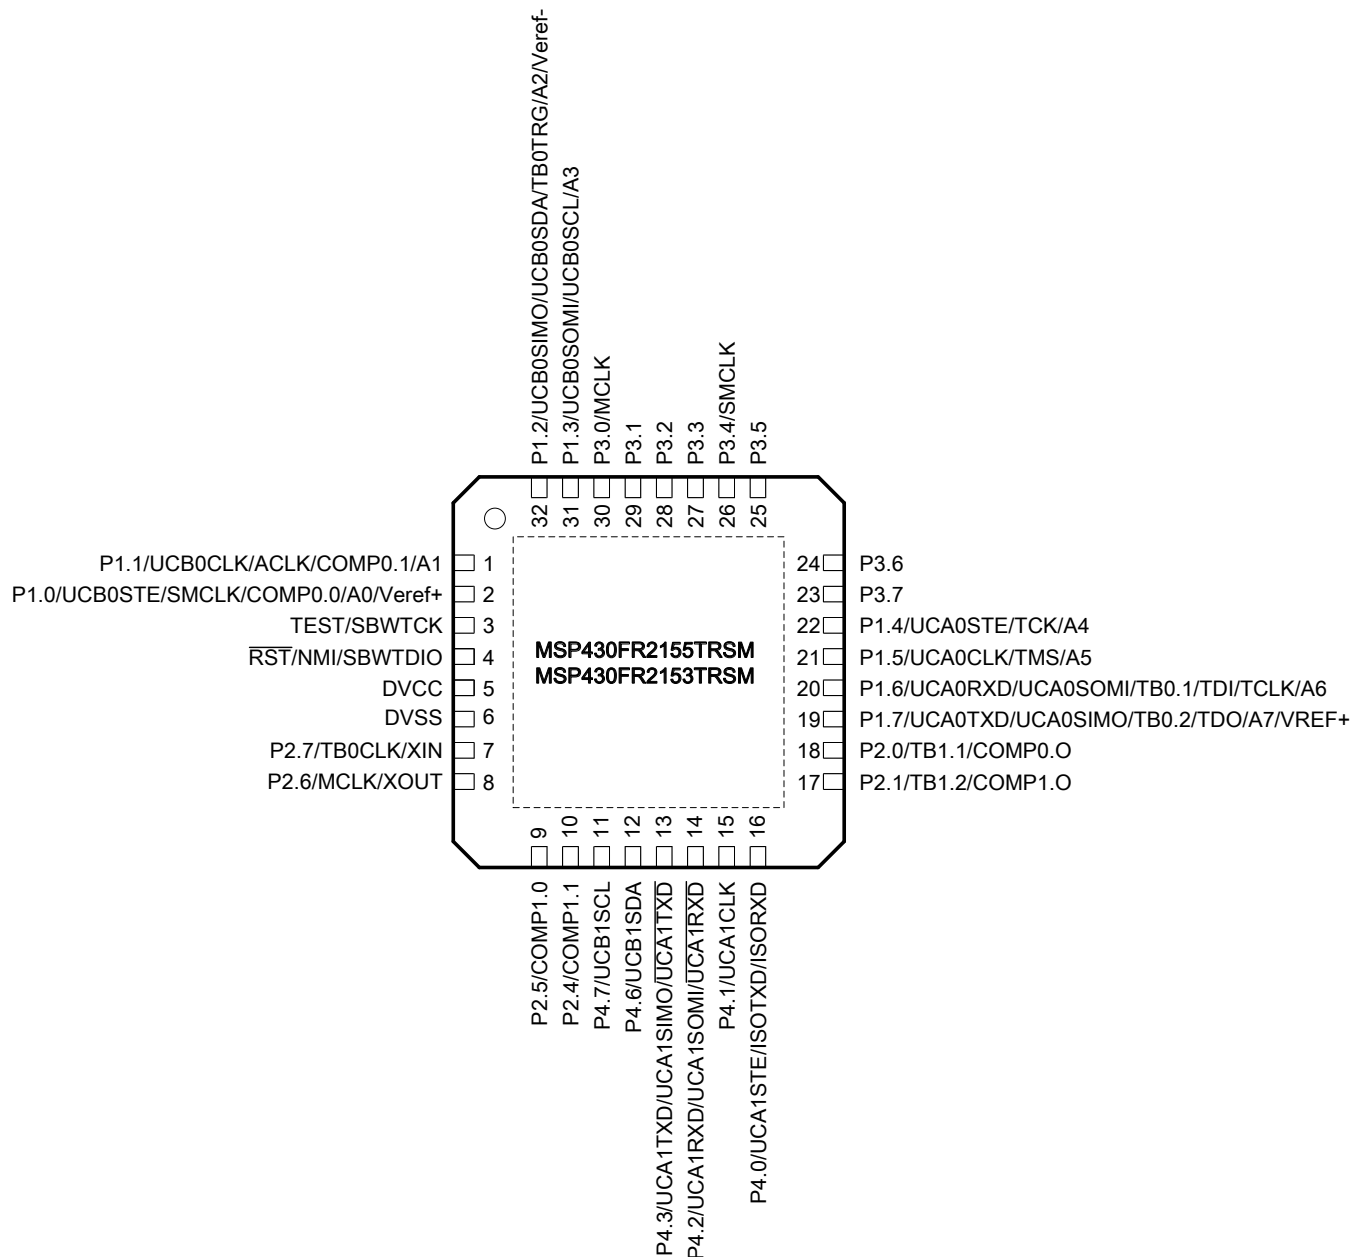 P1.2/UCB0SIMO/UCB0SDA/TB0TRG/A2/Veref-
P1.3/UCB0SOMI/UCB0SCL/A3
P3.0/MCLK
P3.1
P3.2
P3.3
P3.4/SMCLK
P3.5
32
31
30
29
28
27
26
25
P1.1/UCB0CLK/ACLK/COMP0.1/A1 1
P1.0/UCB0STE/SMCLK/COMP0.0/A0/Veref+ 2
TEST/SBWTCK 3
RST/NMI/SBWTDIO 4
DVCC 5
DVSS 6
P2.7/TB0CLK/XIN 7
P2.6/MCLK/XOUT 8
MSP430FR2155TRSM
MSP430FR2153TRSM
24 P3.6
23 P3.7
22 P1.4/UCA0STE/TCK/A4
21 P1.5/UCA0CLK/TMS/A5
20 P1.6/UCA0RXD/UCA0SOMI/TB0.1/TDI/TCLK/A6
19 P1.7/UCA0TXD/UCA0SIMO/TB0.2/TDO/A7/VREF+
18 P2.0/TB1.1/COMP0.O
17 P2.1/TB1.2/COMP1.O
9
10
11
12
13
14
15
16
P2.5/COMP1.0
P2.4/COMP1.1
P4.7/UCB1SCL
P4.6/UCB1SDA
P4.3/UCA1TXD/UCA1SIMO/UCA1TXD
P4.2/UCA1RXD/UCA1SOMI/UCA1RXD
P4.1/UCA1CLK
P4.0/UCA1STE/ISOTXD/ISORXD